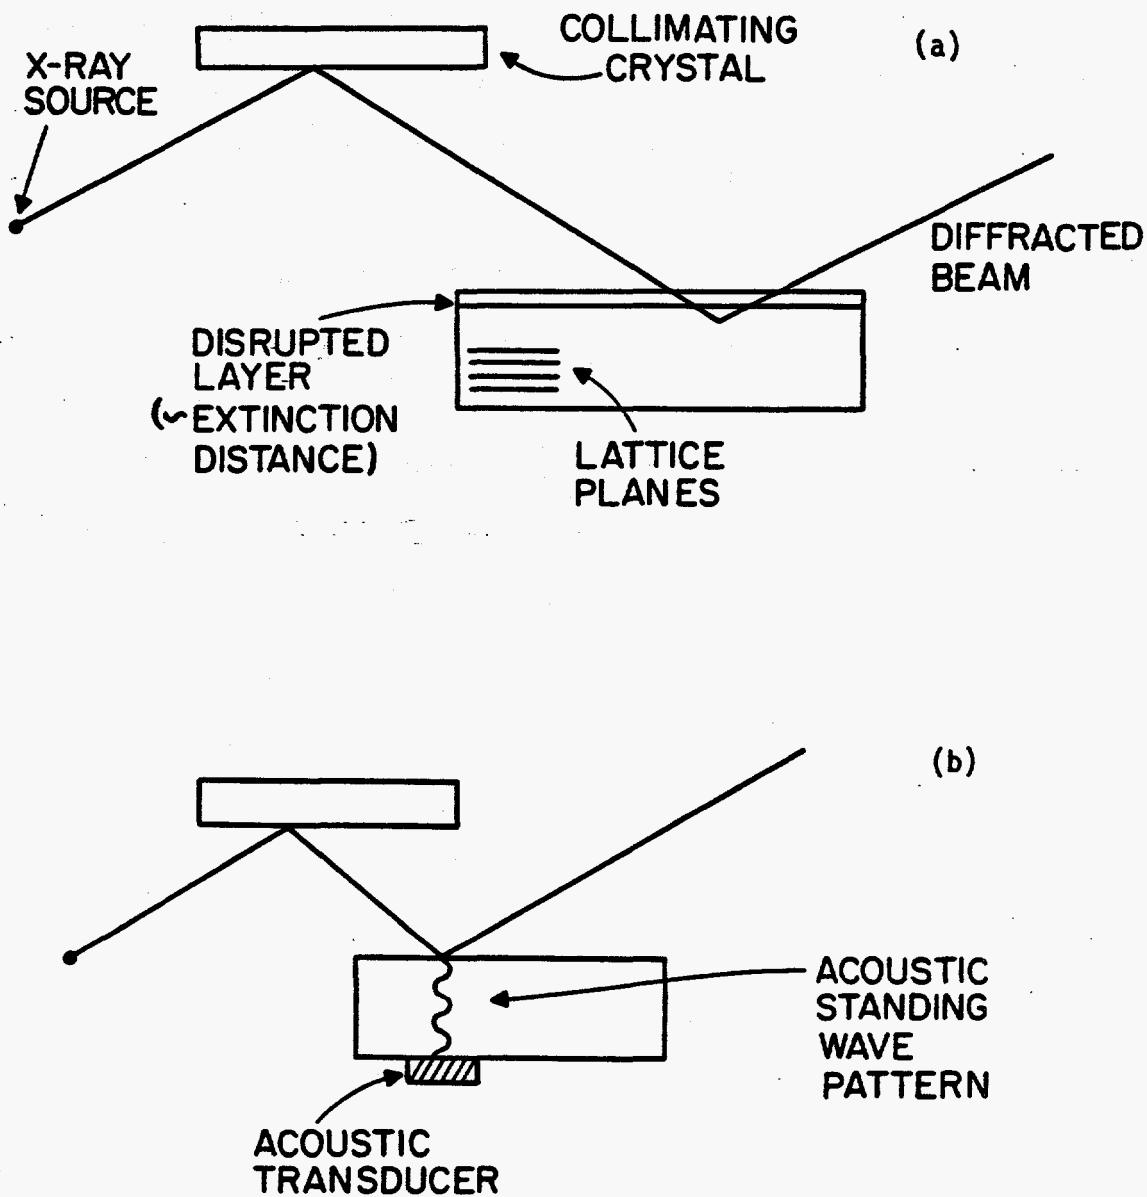 COLLIMATING
CRYSTAL
(a)
X-RAY
SOURCE
DIFFRACTED
BEAM
DISRUPTED
LAYER
(~EXTINCTION
DISTANCE)
LATTICE
PLANES
(b)
ACOUSTIC
STANDING
WAVE
PATTERN
ACOUSTIC
TRANSDUCER